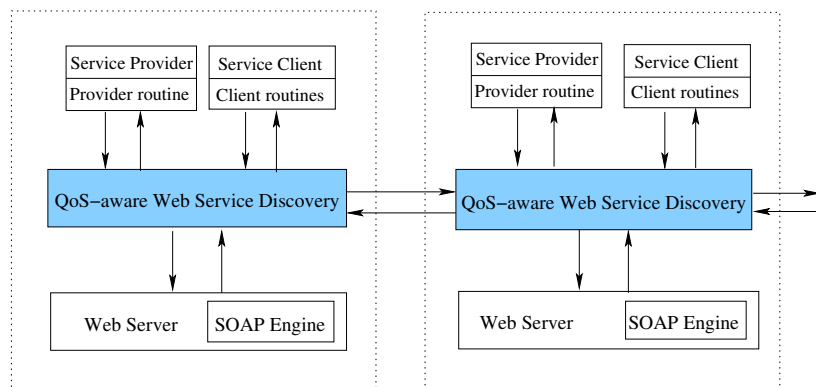 Service Provider
Provider routine
Service Client
Client routines
QoS−aware Web Service Discovery
Web Server
SOAP Engine
Service Provider
Provider routine
Service Client
Client routines
QoS−aware Web Service Discovery
Web Server
SOAP Engine